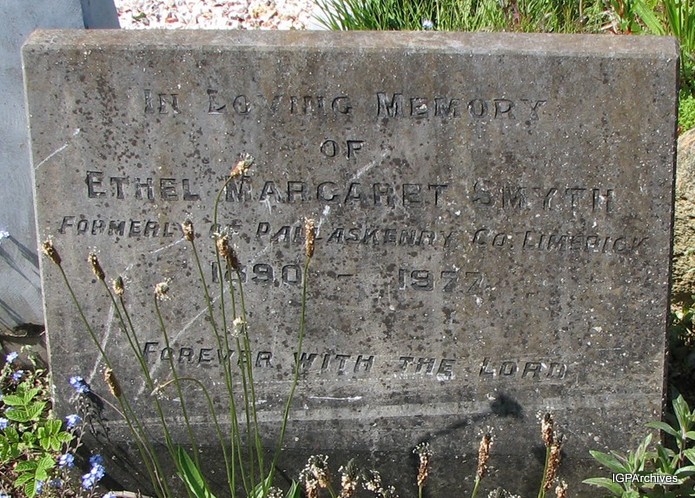 IN LOVING MEMORY
OF
ETHEL MARGARET SMYTH
FORMERLY OF PALLASKENRY CO. LIMERICK
1890 - 1977
FOREVER WITH THE LORD
IGPArchives